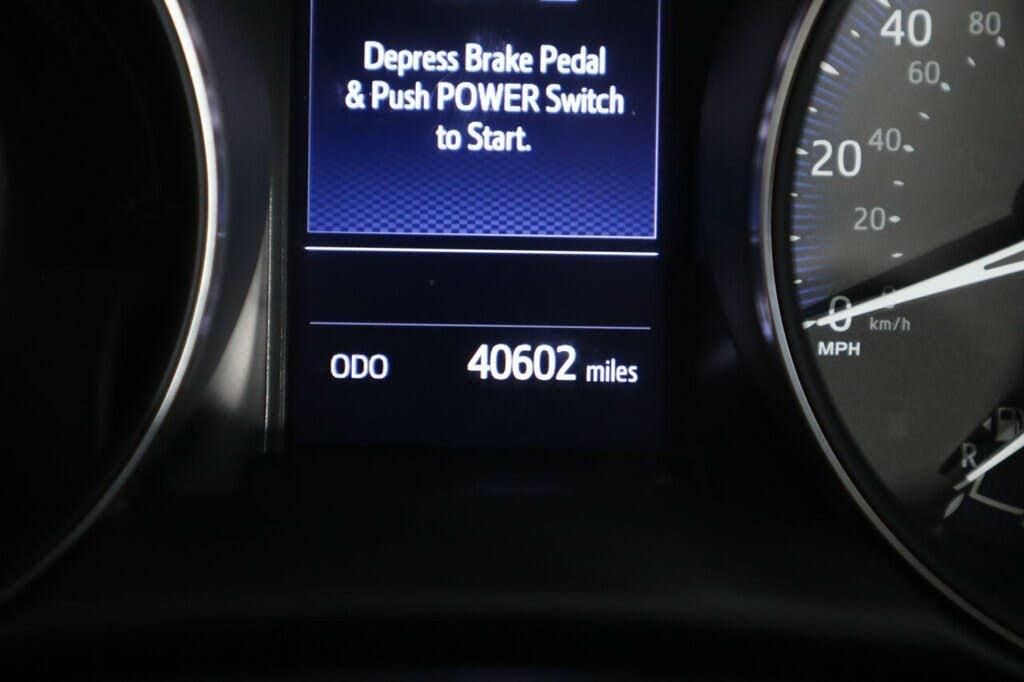 Depress Brake Pedal
& Push POWER Switch
to Start.
ODO 40602 miles
40 80
60
20 40
20
0 0
km/h
MPH
R